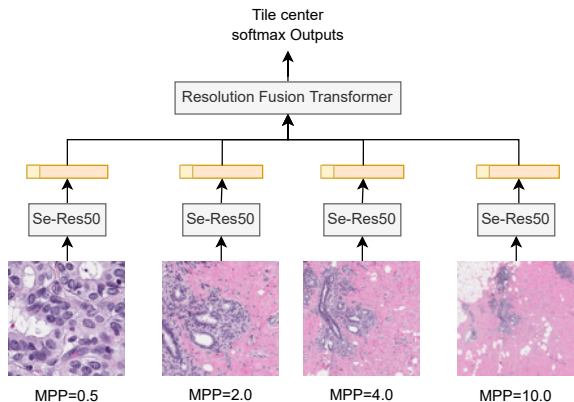 Tile center
softmax Outputs
Resolution Fusion Transformer
Se-Res50 Se-Res50 Se-Res50 Se-Res50
MPP=0.5 MPP=2.0 MPP=4.0 MPP=10.0